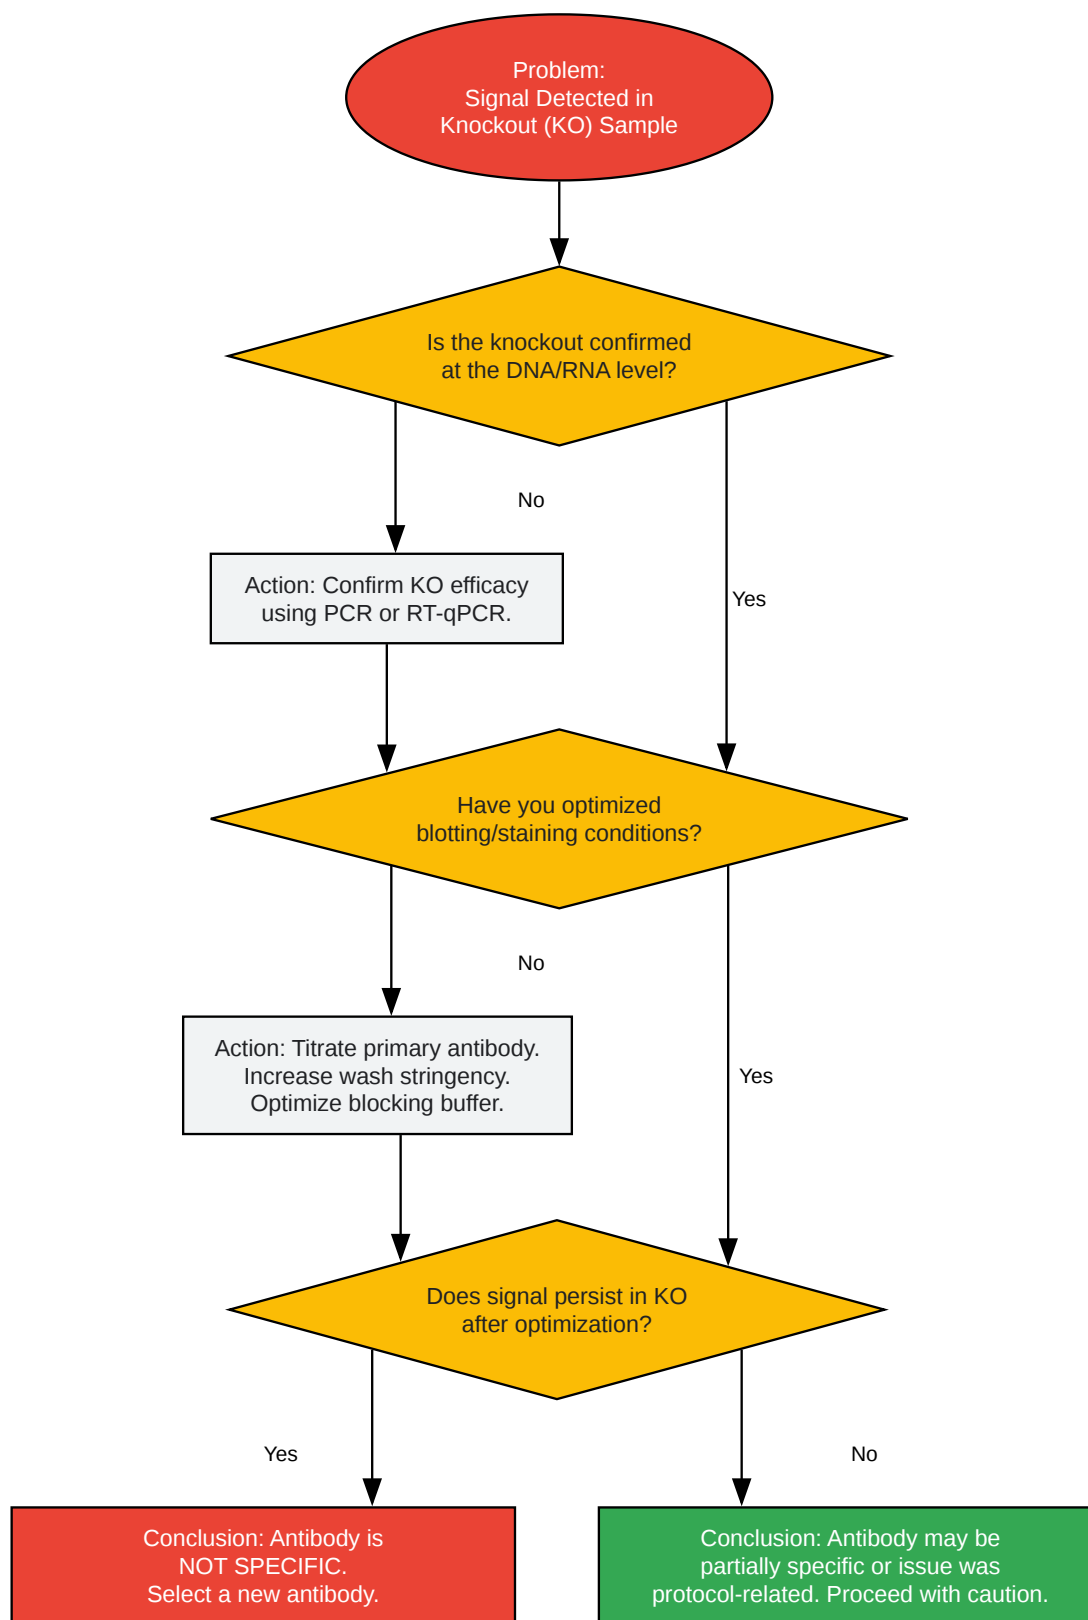 Problem:
Signal Detected in
Knockout (KO) Sample
Is the knockout confirmed
at the DNA/RNA level?
No
Action: Confirm KO efficacy
using PCR or RT-qPCR.
Yes
Have you optimized
blotting/staining conditions?
No
Action: Titrate primary antibody.
Increase wash stringency.
Optimize blocking buffer.
Yes
Does signal persist in KO
after optimization?
Yes
No
Conclusion: Antibody is
NOT SPECIFIC.
Select a new antibody.
Conclusion: Antibody may be
partially specific or issue was
protocol-related. Proceed with caution.